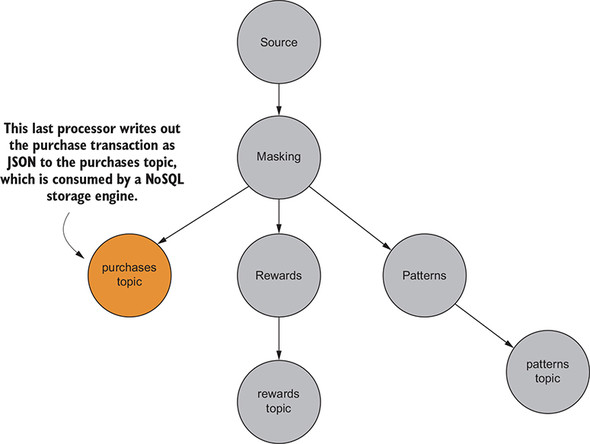 Source
This last processor writes out
the purchase transaction as
JSON to the purchases topic,
which is consumed by a NoSQL
storage engine.
Masking
purchases
topic
Rewards
Patterns
rewards
topic
patterns
topic